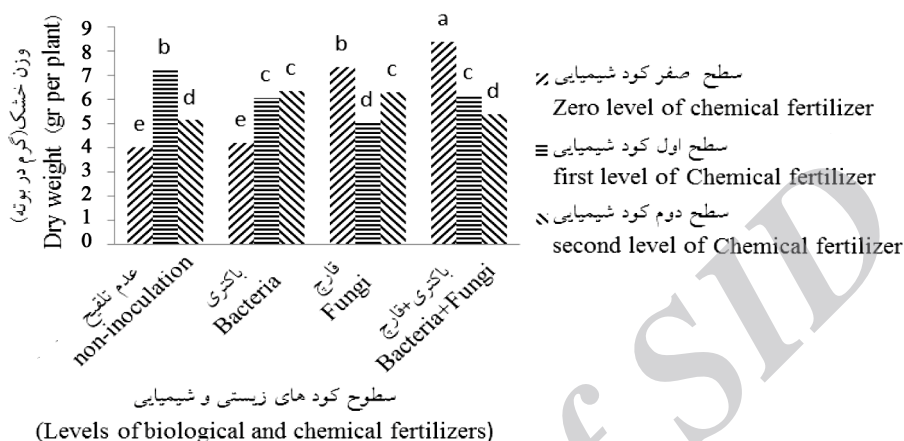 وزن خشک(گرم در بوته)
Dry weight (gr per plant)
9
8
7
6
5
4
3
2
1
0
e
b
d
e
c
c
b
d
c
a
c
d
عدم تلقیح
non-inoculation
باکتری
Bacteria
قارچ
Fungi
باکتری+قارچ
Bacteria+Fungi
سطح صفر کود شیمیایی
Zero level of chemical fertilizer
سطح اول کود شیمیایی
first level of Chemical fertilizer
سطح دوم کود شیمیایی
second level of Chemical fertilizer
سطوح کود های زیستی و شیمیایی
(Levels of biological and chemical fertilizers)
of SID